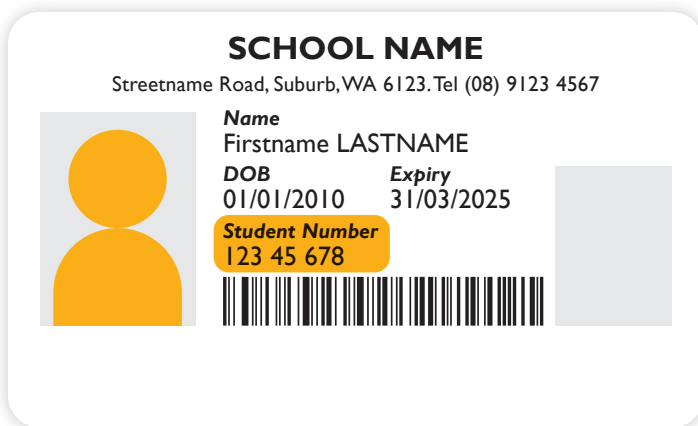 SCHOOL NAME
Streetname Road, Suburb, WA 6123. Tel (08) 9123 4567
Name
Firstname LASTNAME
DOB Expiry
01/01/2010 31/03/2025
Student Number
123 45 678